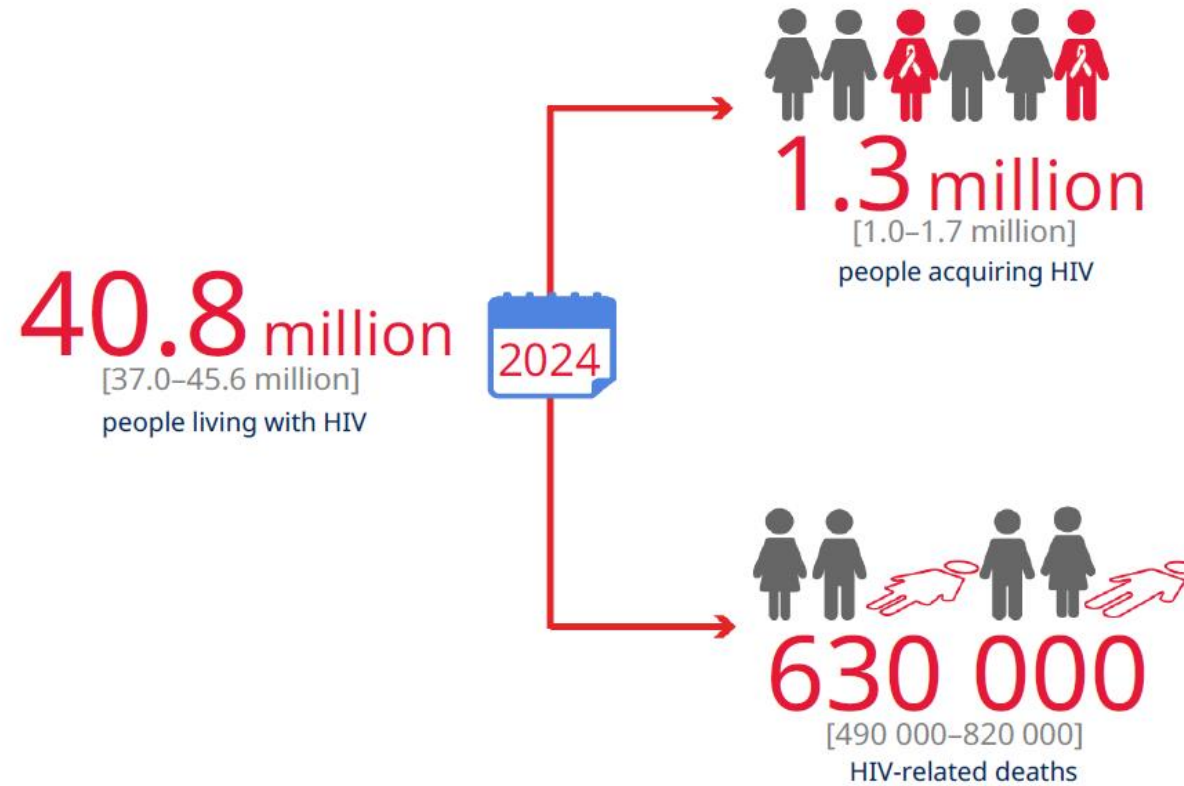 40.8 million
[37.0–45.6 million]
people living with HIV
2024
1.3 million
[1.0–1.7 million]
people acquiring HIV
630 000
[490 000–820 000]
HIV-related deaths